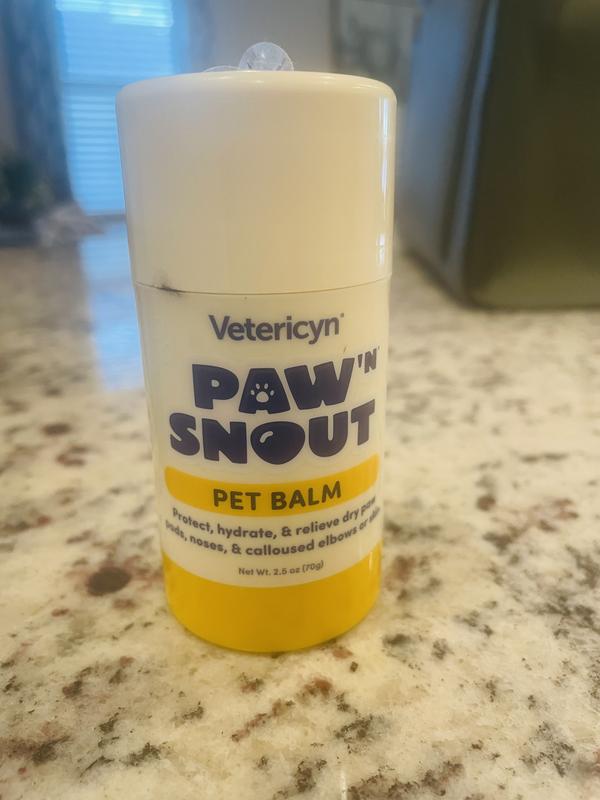 Vetericyn®
PAW 'N'
SNOUT
PET BALM
Protect, hydrate, & relieve dry paw
pads, noses, & calloused elbows or skin
Net Wt. 2.5 oz (70g)